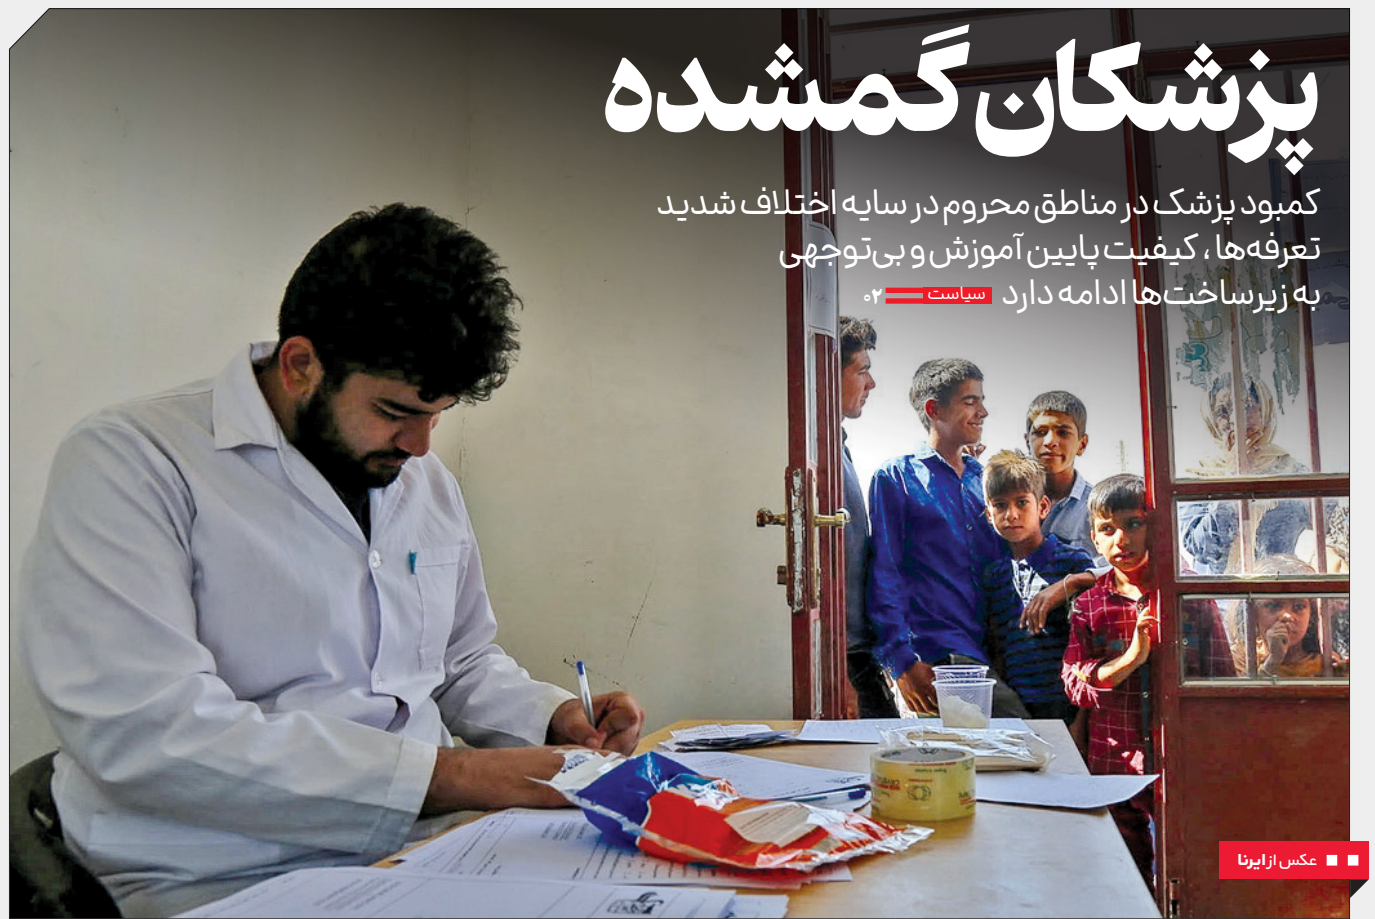 پزشکان گمشده
کمبود پزشک در مناطق محروم در سایه اختلاف شدید
تعرفه‌ها، کیفیت پایین آموزش و بی‌توجهی
به زیرساخت‌ها ادامه دارد سیاست ۰۲
عکس از ایرنا